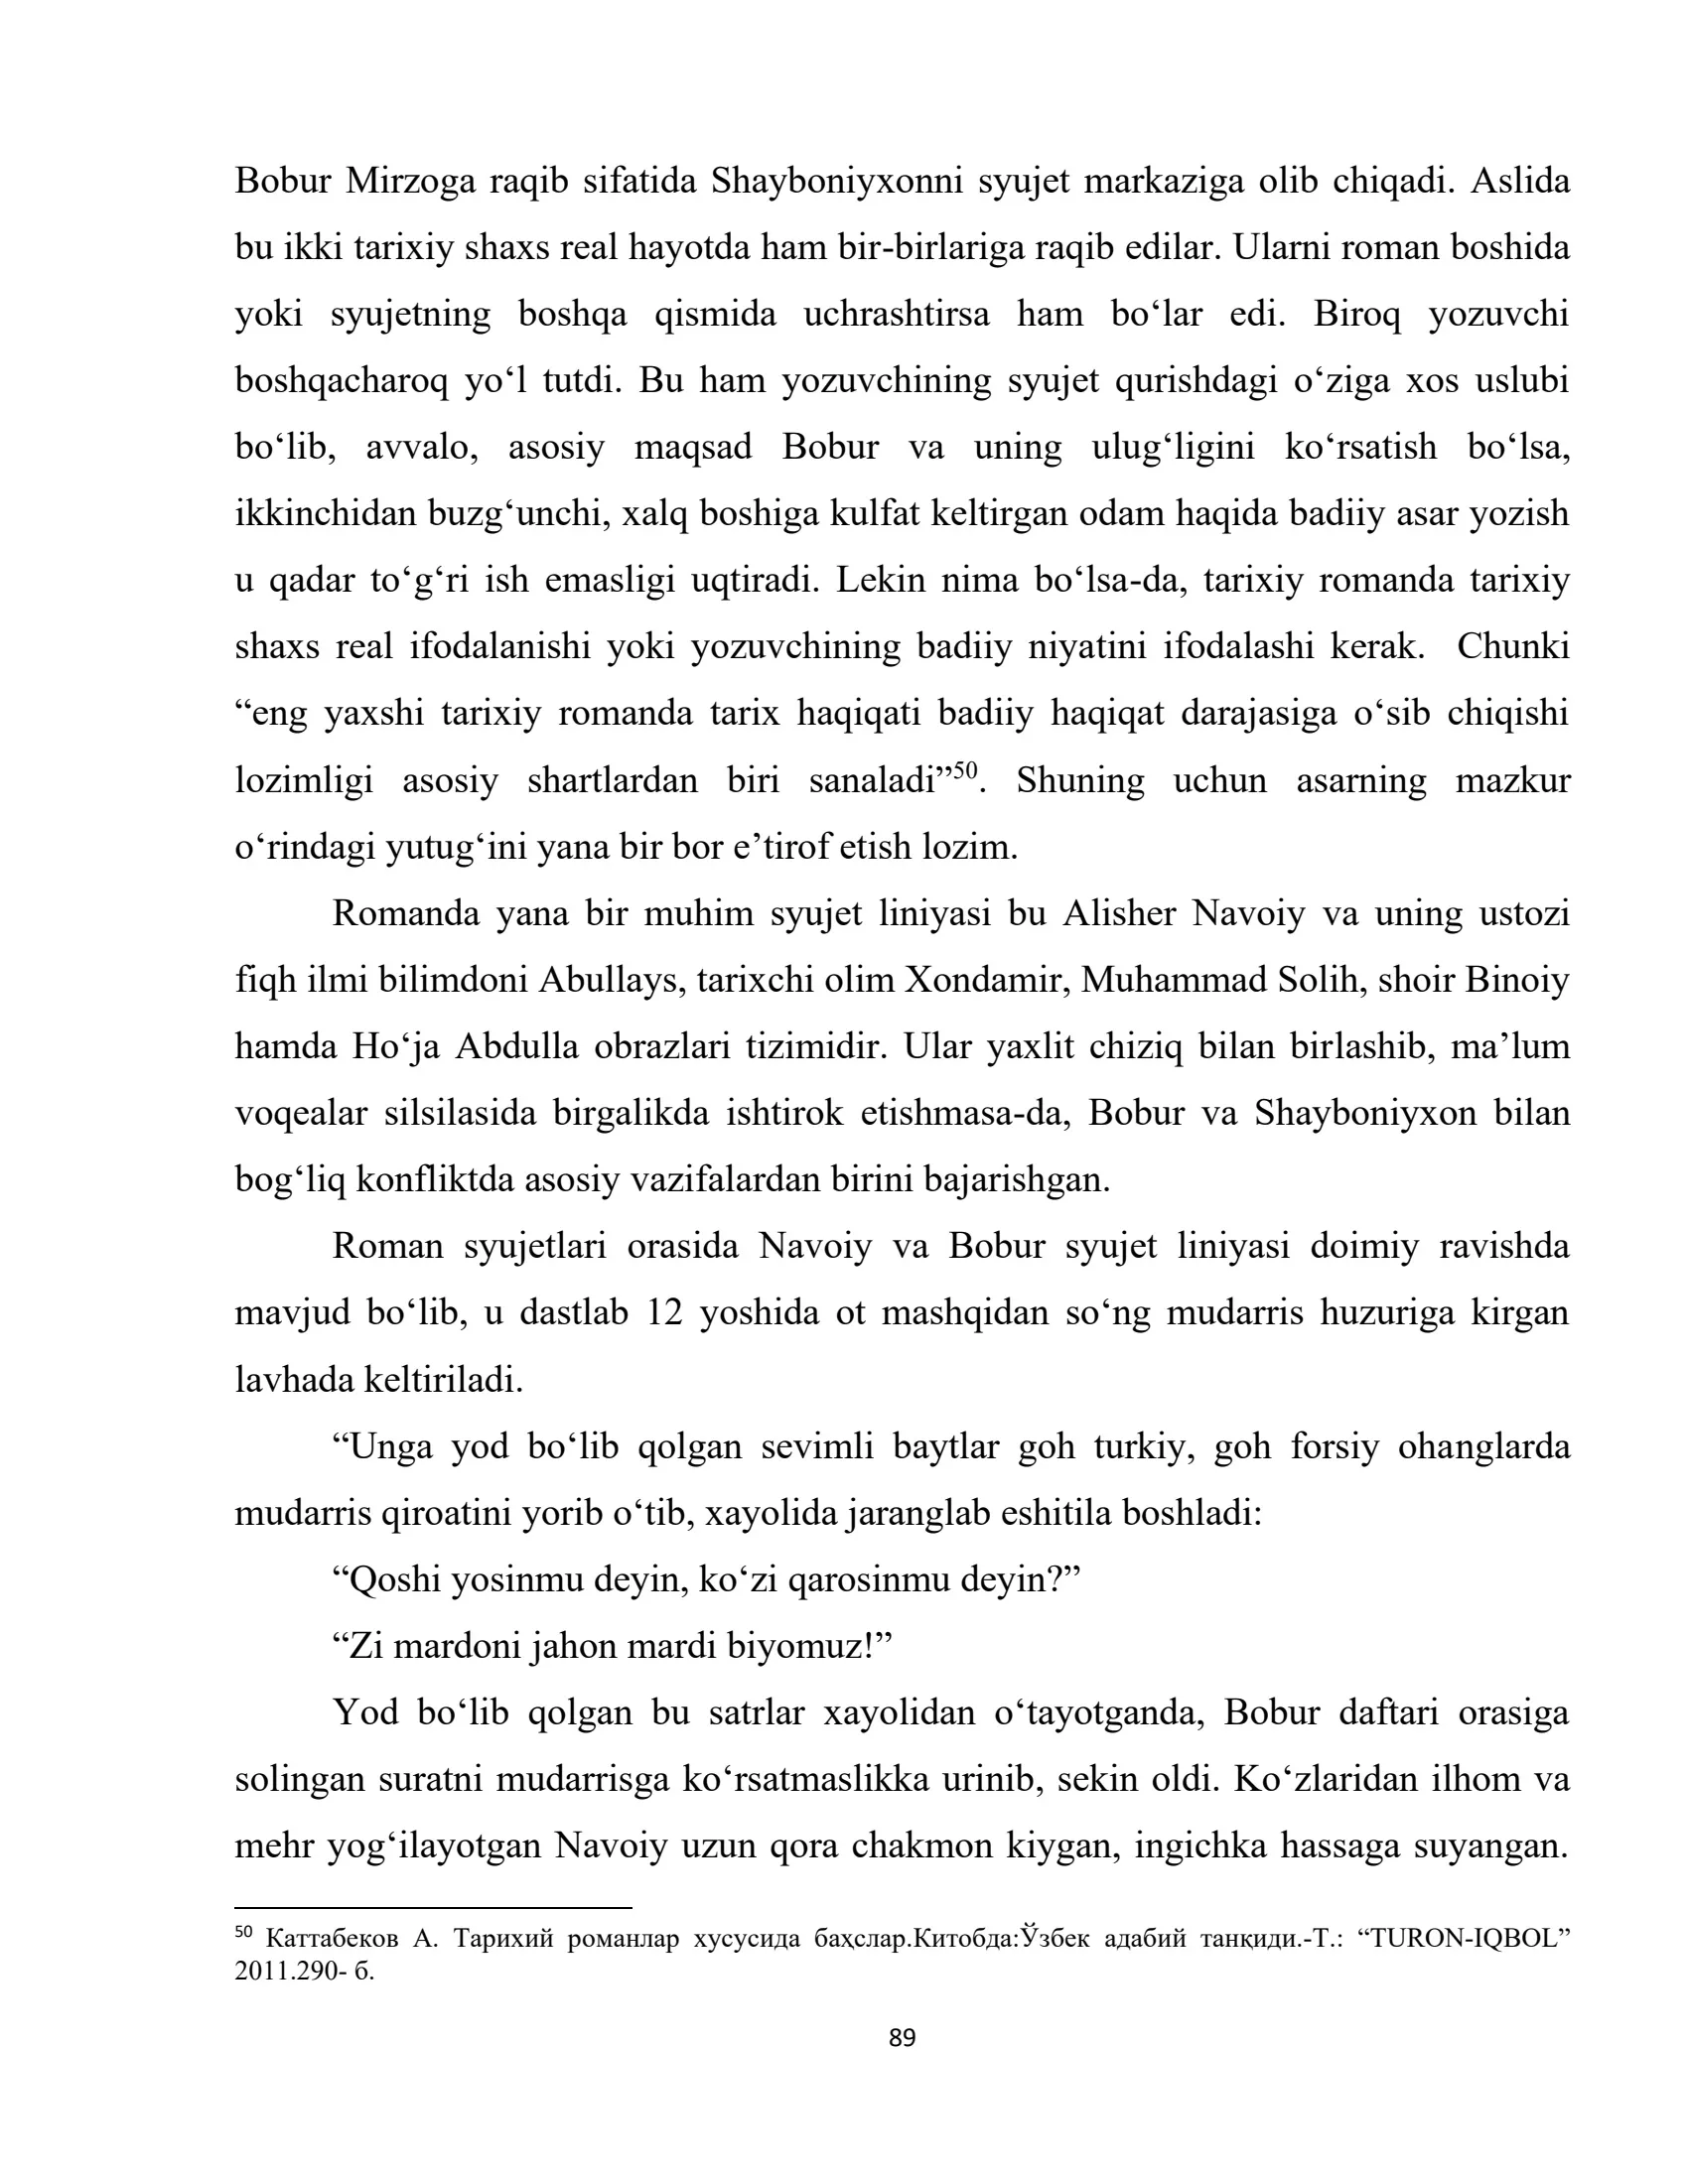 Bobur Mirzoga raqib sifatida Shayboniyxonni syujet markaziga olib chiqadi. Aslida
bu ikki tarixiy shaxs real hayotda ham bir-birlariga raqib edilar. Ularni roman boshida
yoki syujetning boshqa qismida uchrashtirsa ham bo‘lar edi. Biroq yozuvchi
boshqacharoq yo‘l tutdi. Bu ham yozuvchining syujet qurishdagi o‘ziga xos uslubi
bo‘lib, avvalo, asosiy maqsad Bobur va uning ulug‘ligini ko‘rsatish bo‘lsa,
ikkinchidan buzg‘unchi, xalq boshiga kulfat keltirgan odam haqida badiiy asar yozish
u qadar to‘g‘ri ish emasligi uqtiradi. Lekin nima bo‘lsa-da, tarixiy romanda tarixiy
shaxs real ifodalanishi yoki yozuvchining badiiy niyatini ifodalashi kerak.  Chunki
“eng yaxshi tarixiy romanda tarix haqiqati badiiy haqiqat darajasiga o‘sib chiqishi
lozimligi asosiy shartlardan biri sanaladi”50. Shuning uchun asarning mazkur
o‘rindagi yutug‘ini yana bir bor e’tirof etish lozim.
Romanda yana bir muhim syujet liniyasi bu Alisher Navoiy va uning ustozi
fiqh ilmi bilimdoni Abullays, tarixchi olim Xondamir, Muhammad Solih, shoir Binoiy
hamda Ho‘ja Abdulla obrazlari tizimidir. Ular yaxlit chiziq bilan birlashib, ma’lum
voqealar silsilasida birgalikda ishtirok etishmasa-da, Bobur va Shayboniyxon bilan
bog‘liq konfliktda asosiy vazifalardan birini bajarishgan.
Roman syujetlari orasida Navoiy va Bobur syujet liniyasi doimiy ravishda
mavjud bo‘lib, u dastlab 12 yoshida ot mashqidan so‘ng mudarris huzuriga kirgan
lavhada keltiriladi.
“Unga yod bo‘lib qolgan sevimli baytlar goh turkiy, goh forsiy ohanglarda
mudarris qiroatini yorib o‘tib, xayolida jaranglab eshitila boshladi:
“Qoshi yosinmu deyin, ko‘zi qarosinmu deyin?”
“Zi mardoni jahon mardi biyomuz!”
Yod bo‘lib qolgan bu satrlar xayolidan o‘tayotganda, Bobur daftari orasiga
solingan suratni mudarrisga ko‘rsatmaslikka urinib, sekin oldi. Ko‘zlaridan ilhom va
mehr yog‘ilayotgan Navoiy uzun qora chakmon kiygan, ingichka hassaga suyangan.
50 Каттабеков А. Тарихий романлар хусусида баҳслар.Китобда:Ўзбек адабий танқиди.-Т.: “TURON-IQBOL”
2011.290- б.
89